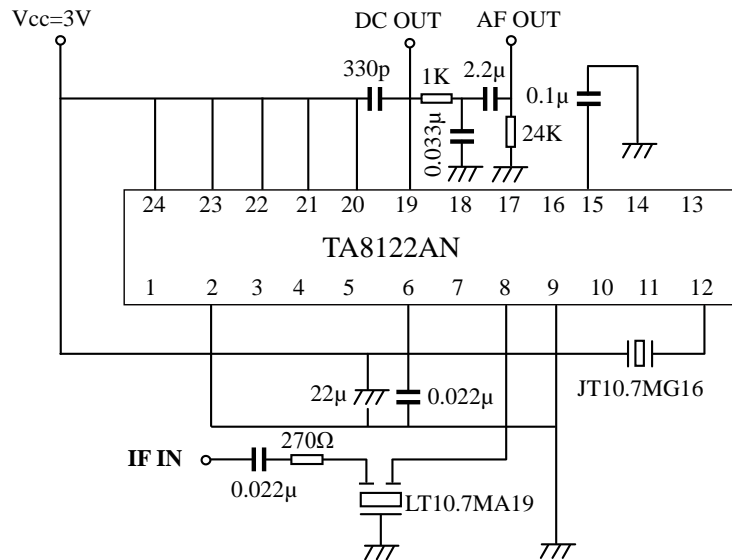 Vcc=3V
DC OUT
AF OUT
330p
1K
2.2μ
0.1μ
0.033μ
24K
24 23 22 21 20 19 18 17 16 15 14 13
TA8122AN
1 2 3 4 5 6 7 8 9 10 11 12
JT10.7MG16
22μ
0.022μ
270Ω
IF IN
0.022μ
LT10.7MA19